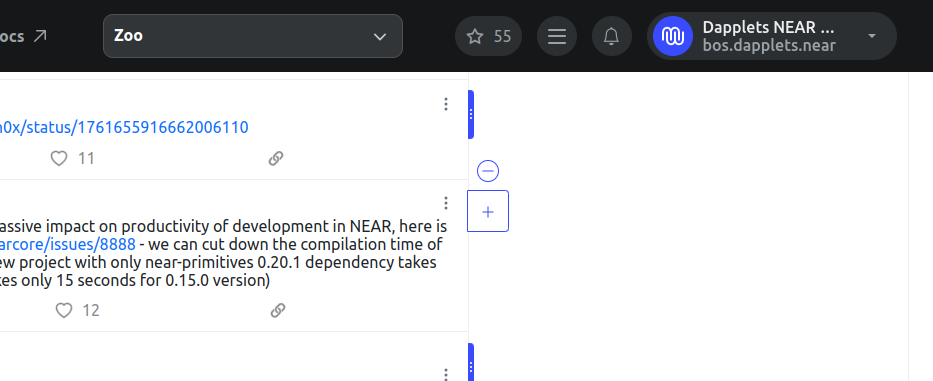 ocs
Zoo
55
Dapplets NEAR ...
bos.dapplets.near
n0x/status/1761655916662006110
11
assive impact on productivity of development in NEAR, here is
arcore/issues/8888 - we can cut down the compilation time of
ew project with only near-primitives 0.20.1 dependency takes
kes only 15 seconds for 0.15.0 version)
12